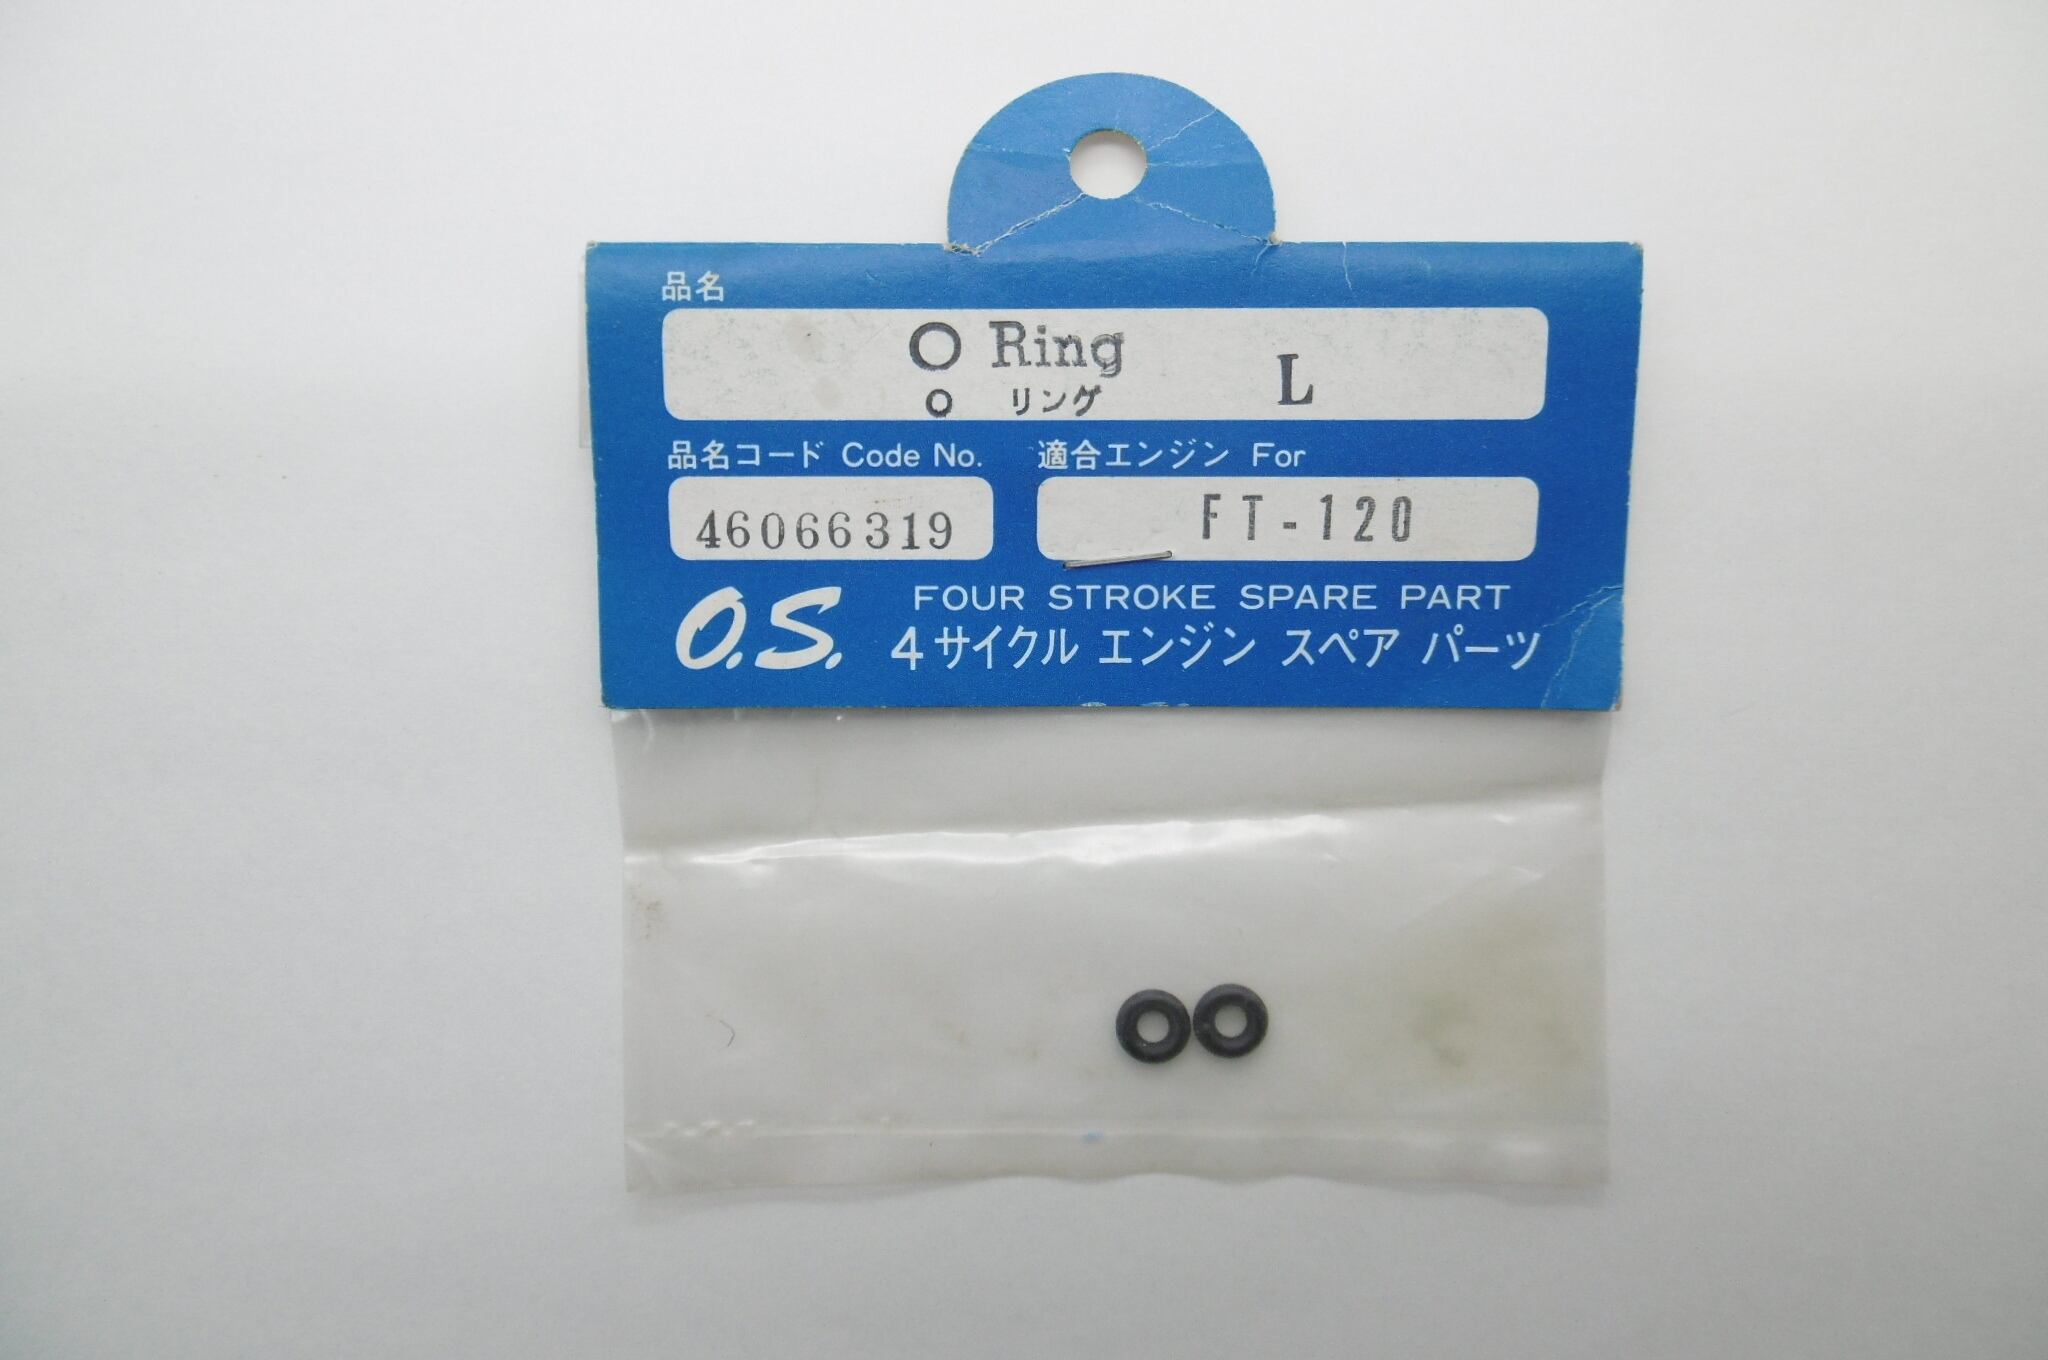 品名
O Ring L
o リング
品名コード Code No. 適合エンジン For
46066319 FT-120
O.S. FOUR STROKE SPARE PART
4サイクル エンジン スペア パーツ